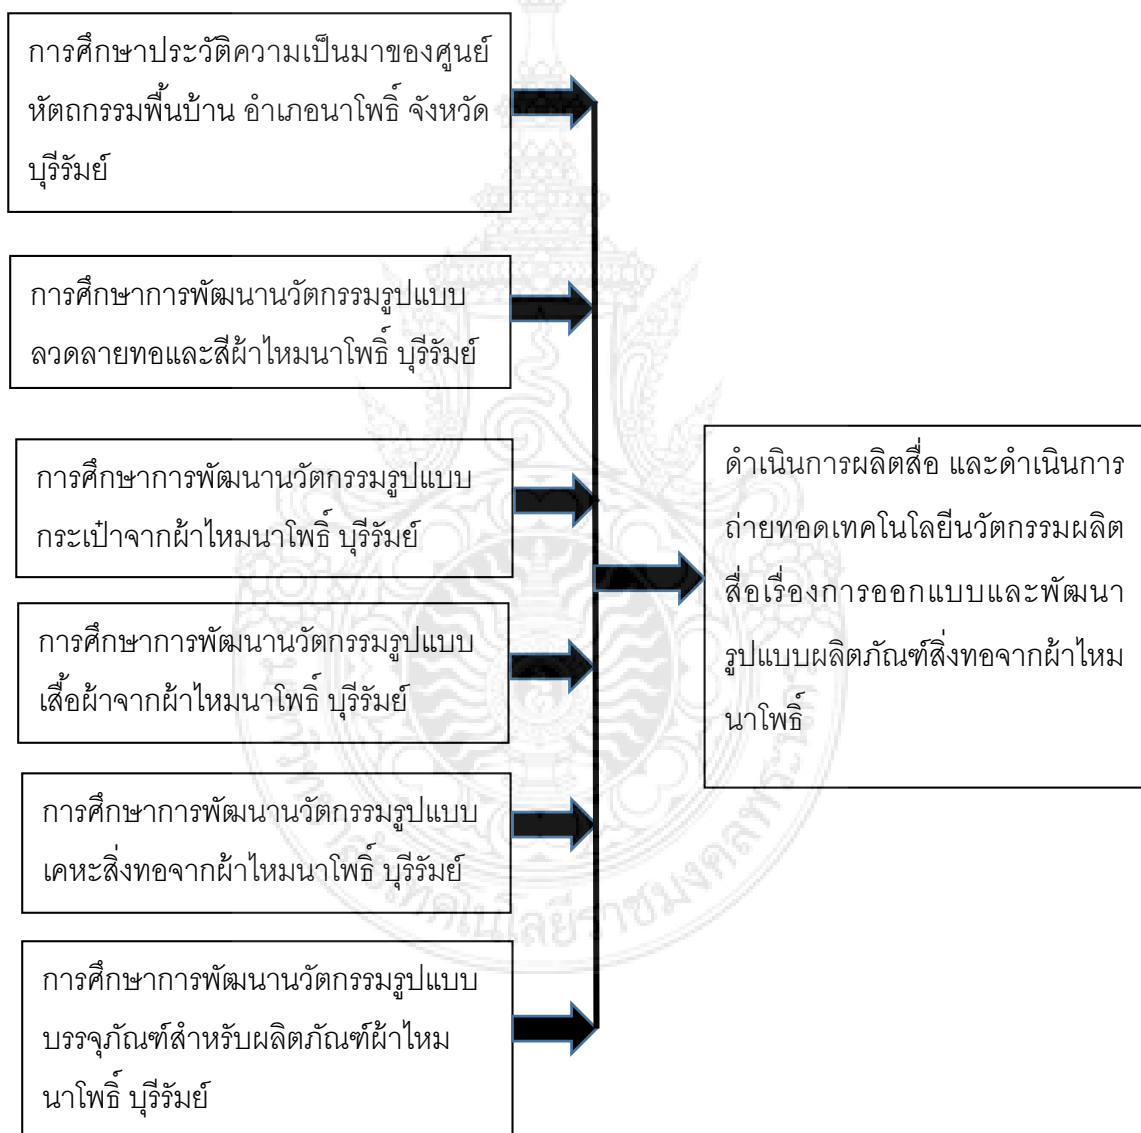 การศึกษาประวัติความเป็นมาของศูนย์
หัตถกรรมพื้นบ้าน อำเภอนาโพธิ์ จังหวัด
บุรีรัมย์
การศึกษาการพัฒนานวัตกรรมรูปแบบ
ลวดลายทอและสีผ้าไหมนาโพธิ์ บุรีรัมย์
การศึกษาการพัฒนานวัตกรรมรูปแบบ
กระเป๋าจากผ้าไหมนาโพธิ์ บุรีรัมย์
การศึกษาการพัฒนานวัตกรรมรูปแบบ
เสื้อผ้าจากผ้าไหมนาโพธิ์ บุรีรัมย์
การศึกษาการพัฒนานวัตกรรมรูปแบบ
เคหะสิ่งทอจากผ้าไหมนาโพธิ์ บุรีรัมย์
การศึกษาการพัฒนานวัตกรรมรูปแบบ
บรรจุภัณฑ์สำหรับผลิตภัณฑ์ผ้าไหม
นาโพธิ์ บุรีรัมย์
ดำเนินการผลิตสื่อ และดำเนินการ
ถ่ายทอดเทคโนโลยีนวัตกรรมผลิต
สื่อเรื่องการออกแบบและพัฒนา
รูปแบบผลิตภัณฑ์สิ่งทอจากผ้าไหม
นาโพธิ์